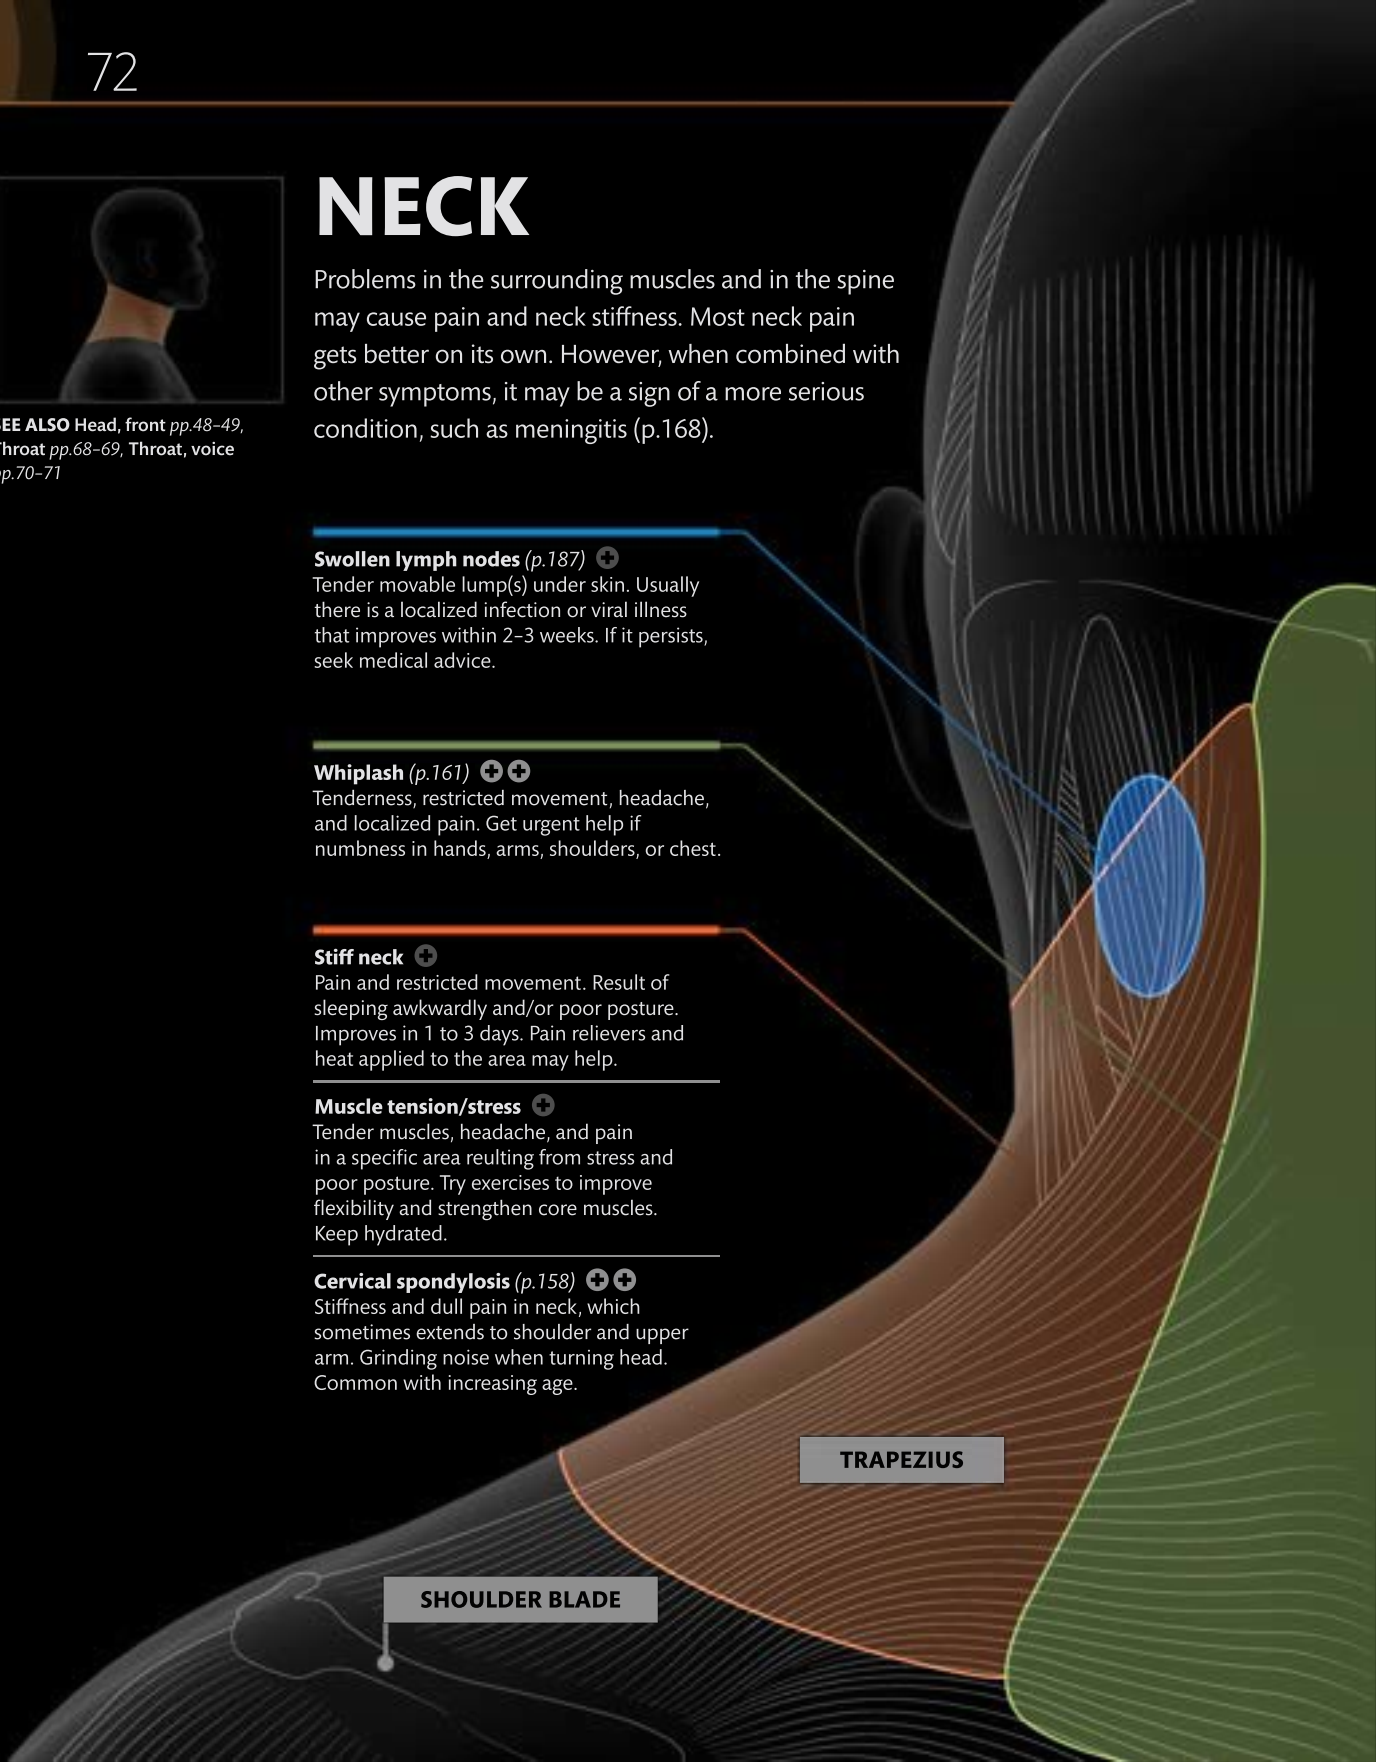 72
NECK
Problems in the surrounding muscles and in the spine
may cause pain and neck stiffness. Most neck pain
gets better on its own. However, when combined with
other symptoms, it may be a sign of a more serious
condition, such as meningitis (p.168).
EE ALSO Head, front pp.48–49,
Throat pp.68–69, Throat, voice
pp.70–71
Swollen lymph nodes (p.187)
Tender movable lump(s) under skin. Usually
there is a localized infection or viral illness
that improves within 2–3 weeks. If it persists,
seek medical advice.
Whiplash (p.161)
Tenderness, restricted movement, headache,
and localized pain. Get urgent help if
numbness in hands, arms, shoulders, or chest.
Stiff neck
Pain and restricted movement. Result of
sleeping awkwardly and/or poor posture.
Improves in 1 to 3 days. Pain relievers and
heat applied to the area may help.
Muscle tension/stress
Tender muscles, headache, and pain
in a specific area reulting from stress and
poor posture. Try exercises to improve
flexibility and strengthen core muscles.
Keep hydrated.
Cervical spondylosis (p.158)
Stiffness and dull pain in neck, which
sometimes extends to shoulder and upper
arm. Grinding noise when turning head.
Common with increasing age.
TRAPEZIUS
SHOULDER BLADE